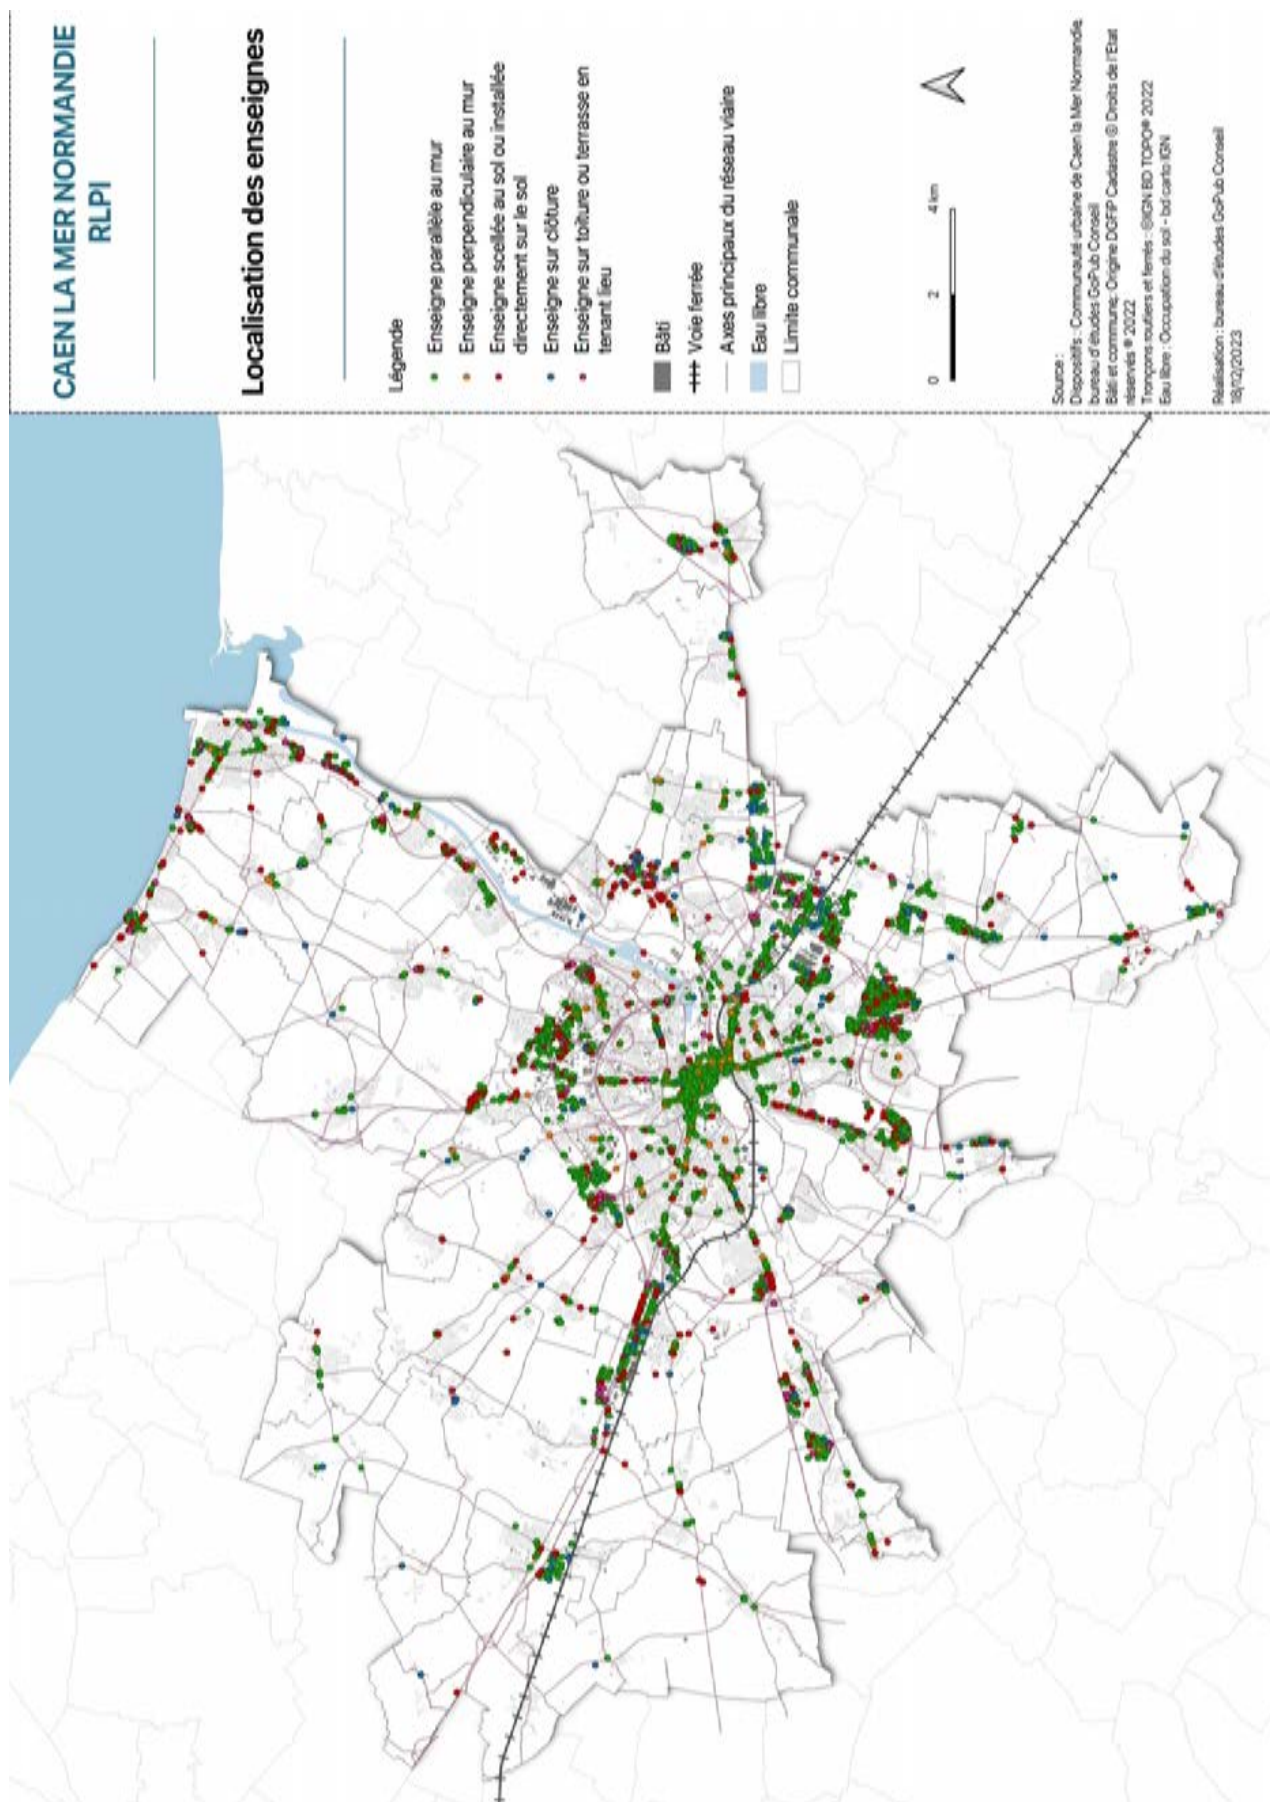 CAEN LA MER NORMANDIE
RLPI
Localisation des enseignes
Légende
Enseigne parallèle au mur
Enseigne perpendiculaire au mur
Enseigne scellée au sol ou installée
directement sur le sol
Enseigne sur clôture
Enseigne sur toiture ou terrasse en
tenant lieu
Bâti
Voie ferrée
Axes principaux du réseau viaire
Eau libre
Limite communale
0 2 4 km
Source :
Dispositifs : Communauté urbaine de Caen la Mer Normandie,
bureau d'études GoPub Conseil
Bâti et commune : Origine DGFiP Cadastre © Droits de l'Etat
réservés ® 2022
Tronçons routiers et ferrés : @IGN BD TOPO® 2022
Eau libre : Occupation du sol - bd carto IGN
Réalisation : bureau d'études GoPub Conseil
18/12/2023